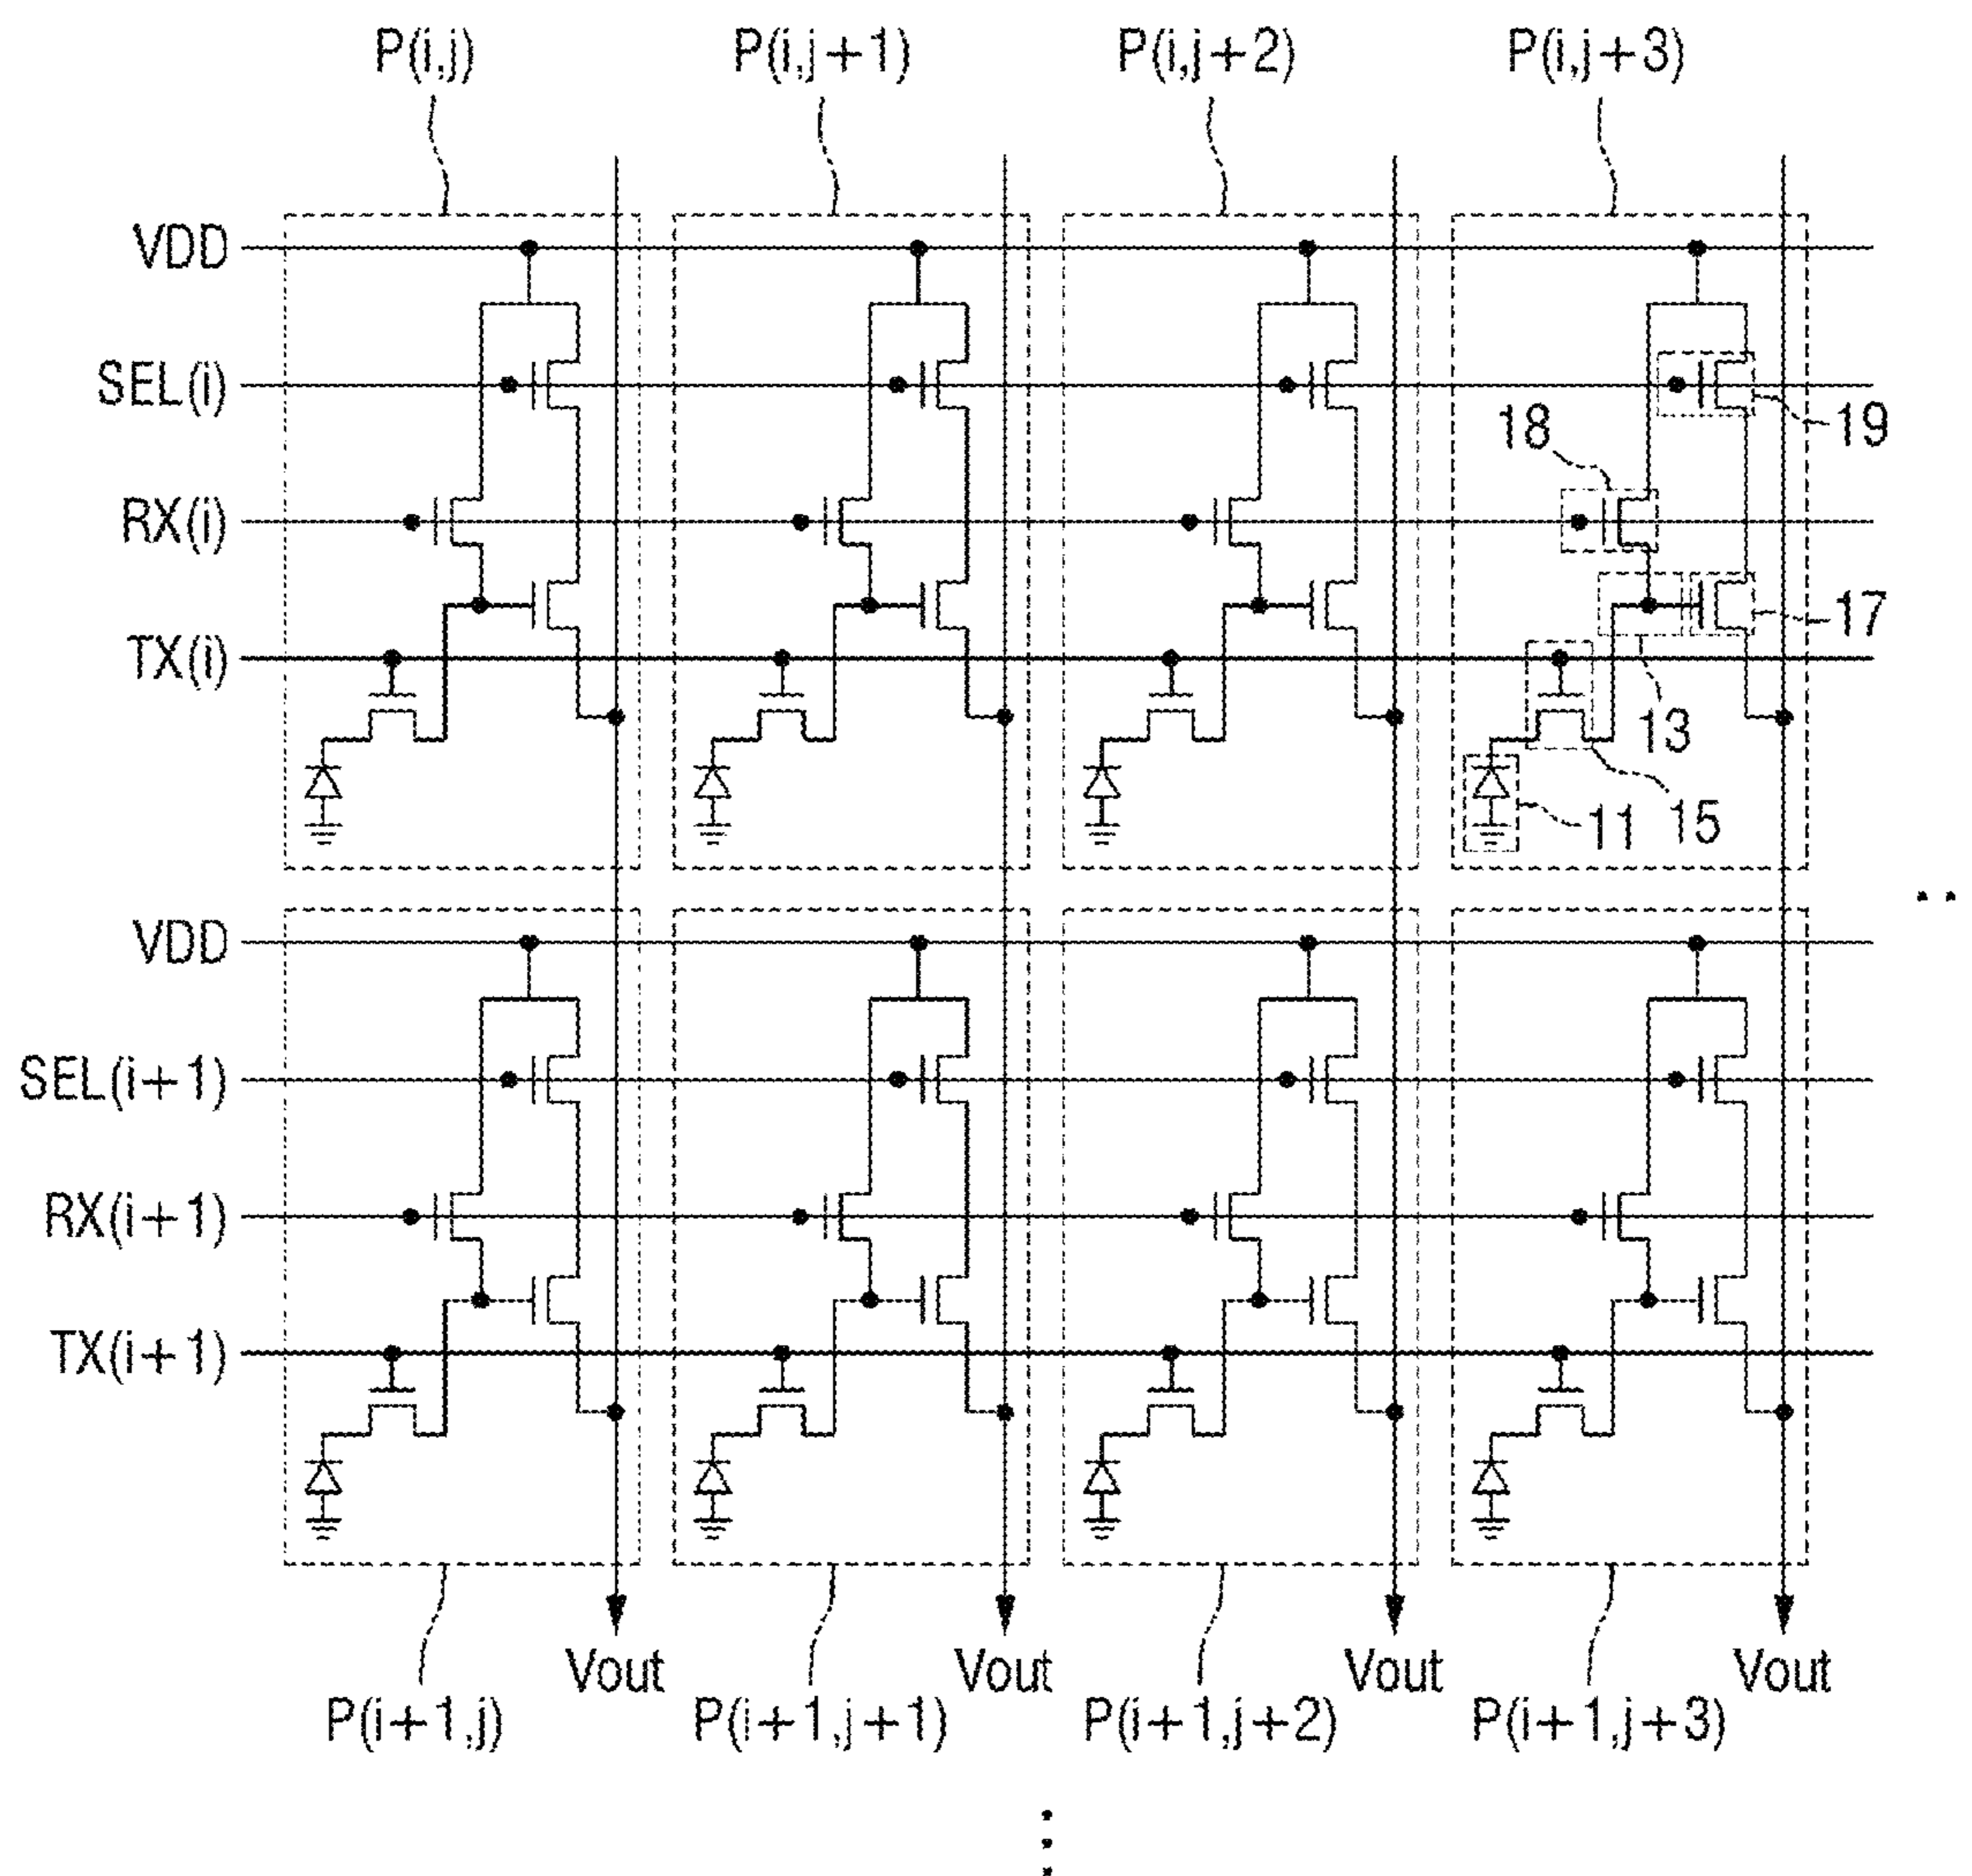 P(i,j) P(i,j+1) P(i,j+2) P(i,j+3)
VDD
SEL(i)
19
18
RX(i)
17
TX(i)
13
15
11
VDD
SEL(i+1)
RX(i+1)
TX(i+1)
Vout Vout Vout Vout
P(i+1,j) P(i+1,j+1) P(i+1,j+2) P(i+1,j+3)